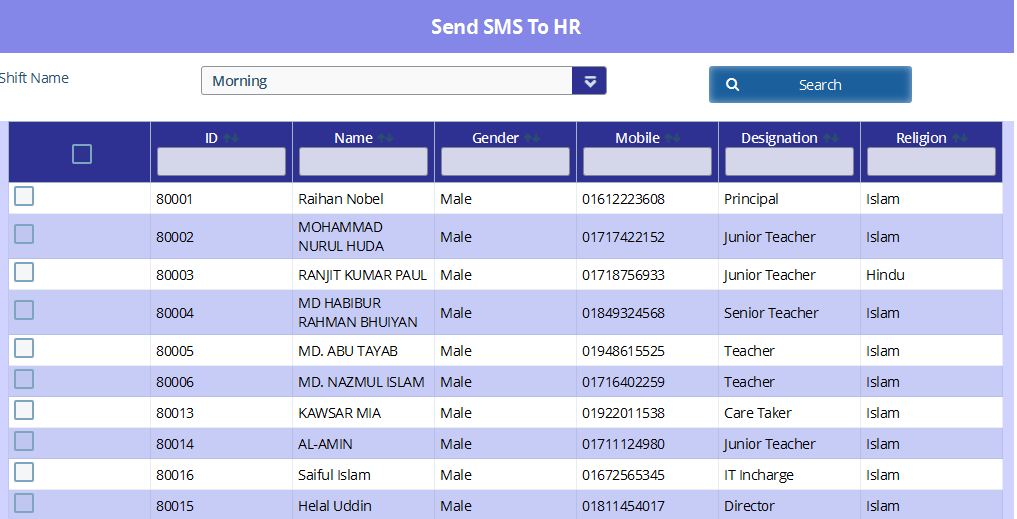 Send SMS To HR
Shift Name Morning Search
ID Name Gender Mobile Designation Religion
80001 Raihan Nobel Male 01612223608 Principal Islam
80002 MOHAMMAD NURUL HUDA Male 01717422152 Junior Teacher Islam
80003 RANJIT KUMAR PAUL Male 01718756933 Junior Teacher Hindu
80004 MD HABIBUR RAHMAN BHUIYAN Male 01849324568 Senior Teacher Islam
80005 MD. ABU TAYAB Male 01948615525 Teacher Islam
80006 MD. NAZMUL ISLAM Male 01716402259 Teacher Islam
80013 KAWSAR MIA Male 01922011538 Care Taker Islam
80014 AL-AMIN Male 01711124980 Junior Teacher Islam
80016 Saiful Islam Male 01672565345 IT Incharge Islam
80015 Helal Uddin Male 01811454017 Director Islam